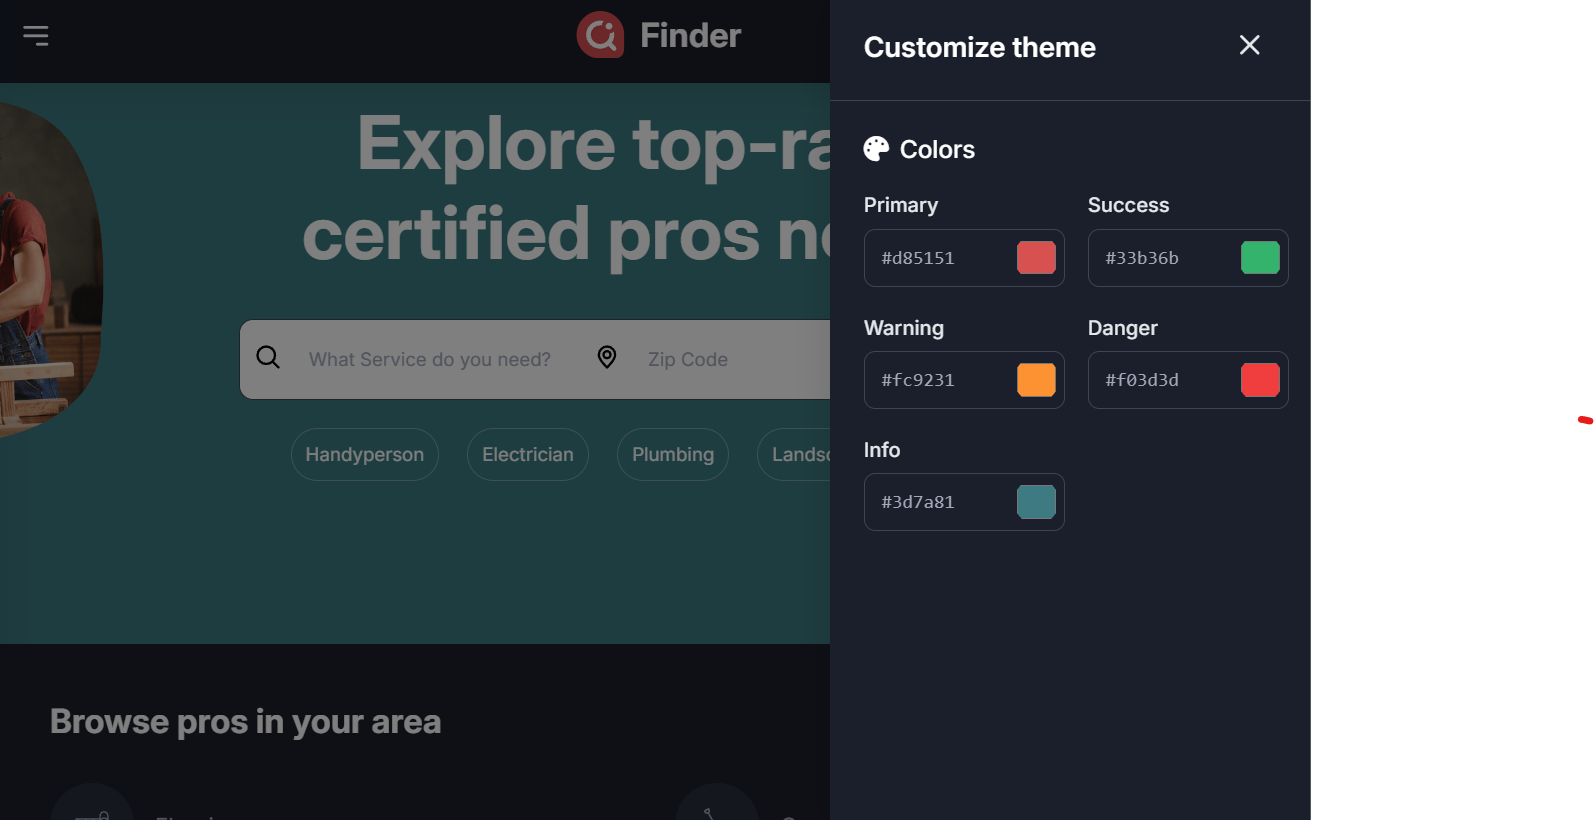 Finder
Explore top-ra
certified pros ne
What Service do you need?
Zip Code
Handyperson
Electrician
Plumbing
Landsc
Browse pros in your area
Customize theme
Colors
Primary
Success
#d85151
#33b36b
Warning
Danger
#fc9231
#f03d3d
Info
#3d7a81